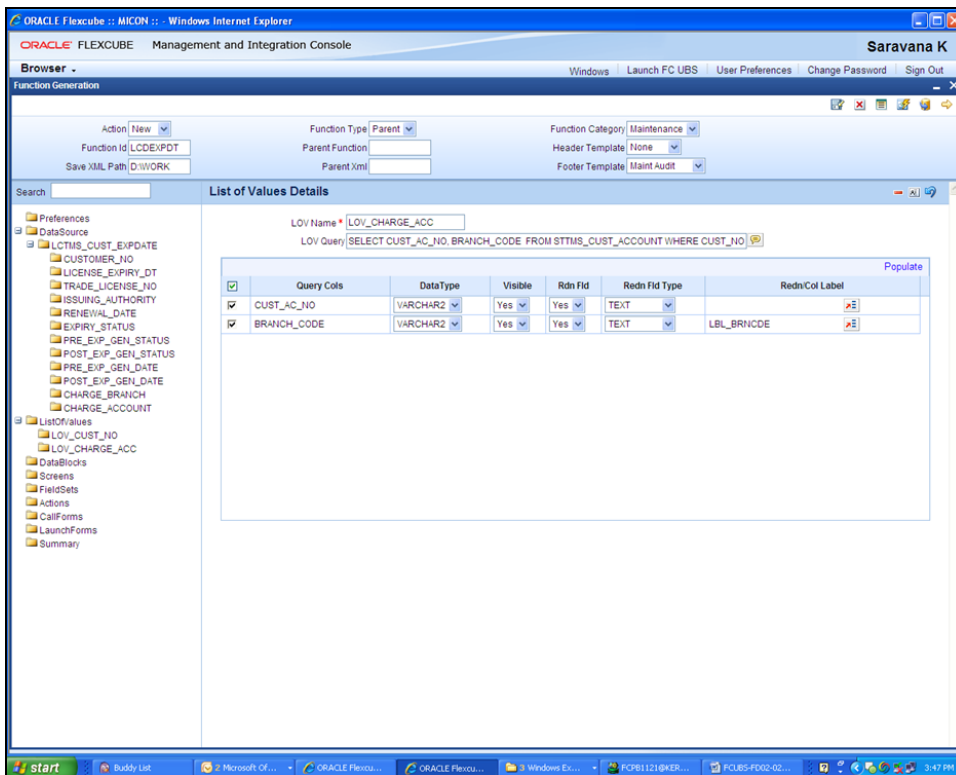 ORACLE Flexcube :: MICON :: - Windows Internet Explorer
ORACLE FLEXCUBE Management and Integration Console
Saravana K
Browser
Windows Launch FC UBS User Preferences Change Password Sign Out
Function Generation
Action New Function Type Parent Function Category Maintenance
Function Id LCDEXPDT Parent Function Header Template None
Save XML Path D:\WORK Parent Xml Footer Template Maint Audit
Search
List of Values Details
Preferences
DataSource
LCTMS_CUST_EXPDATE
CUSTOMER_NO
LICENSE_EXPIRY_DT
TRADE_LICENSE_NO
ISSUING_AUTHORITY
RENEWAL_DATE
EXPIRY_STATUS
PRE_EXP_GEN_STATUS
POST_EXP_GEN_STATUS
PRE_EXP_GEN_DATE
POST_EXP_GEN_DATE
CHARGE_BRANCH
CHARGE_ACCOUNT
ListOfValues
LOV_CUST_NO
LOV_CHARGE_ACC
DataBlocks
Screens
FieldSets
Actions
CallForms
LaunchForms
Summary
LOV Name * LOV_CHARGE_ACC
LOV Query SELECT CUST_AC_NO, BRANCH_CODE FROM STTMS_CUST_ACCOUNT WHERE CUST_NO
Populate
Query Cols DataType Visible Rdn Fld Redn Fld Type Redn/Col Label
CUST_AC_NO VARCHAR2 Yes Yes TEXT
BRANCH_CODE VARCHAR2 Yes Yes TEXT LBL_BRNCDE
start Buddy List 2 Microsoft Of... ORACLE Flexcu... ORACLE Flexcu... 3 Windows Ex... FCPB1121@KER... FCUBS-FD02-02... 3:47 PM